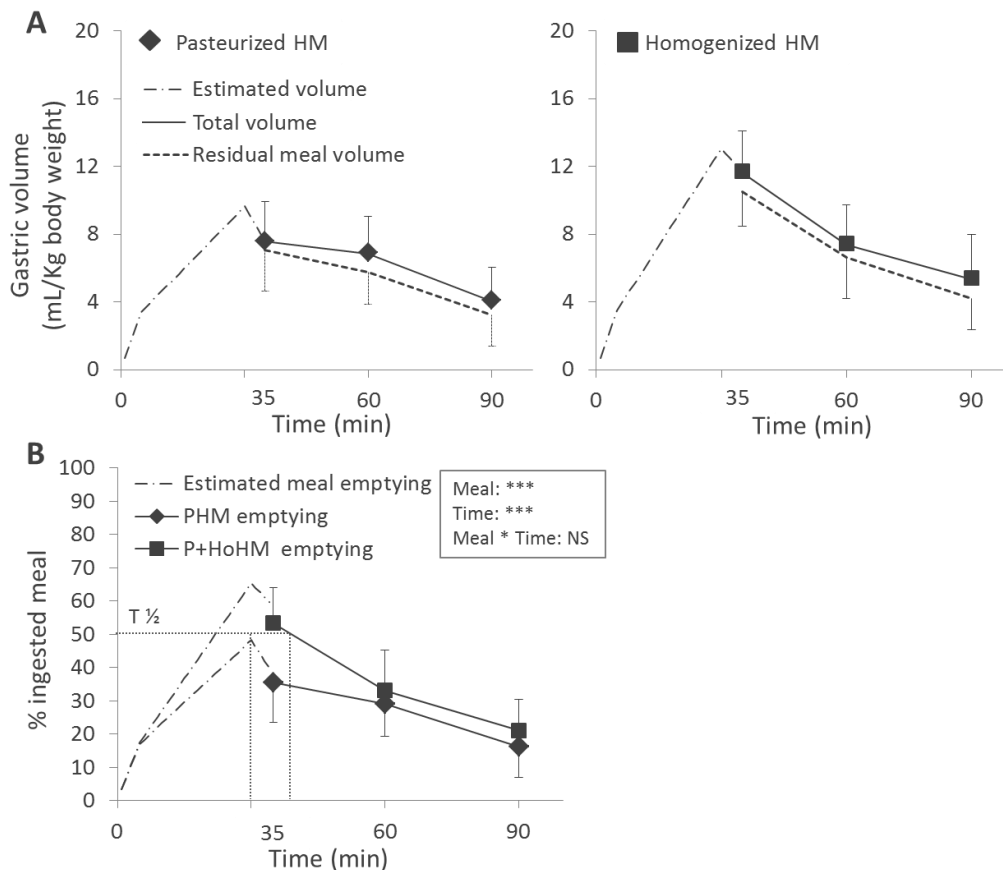 A
Pasteurized HM
Estimated volume
Total volume
Residual meal volume
Gastric volume
(mL/Kg body weight)
20
16
12
8
4
0
0
35
60
90
Time (min)
Homogenized HM
20
16
12
8
4
0
0
35
60
90
Time (min)
B
Estimated meal emptying
PHM emptying
P+HoHM emptying
Meal: ***
Time: ***
Meal * Time: NS
T ½
% ingested meal
100
90
80
70
60
50
40
30
20
10
0
0
35
60
90
Time (min)